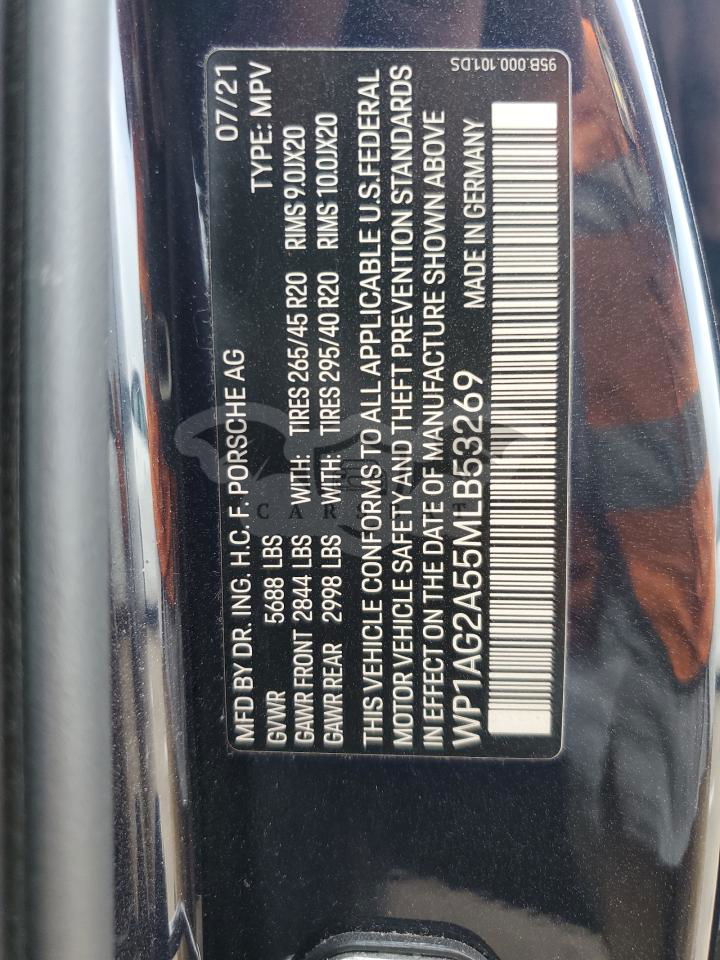 MFD BY DR. ING. H.C. F. PORSCHE AG 07/21
GVWR 5688 LBS TYPE: MPV
GAWR FRONT 2844 LBS WITH: TIRES 265/45 R20 RIMS 9.0JX20
GAWR REAR 2998 LBS WITH: TIRES 295/40 R20 RIMS 10.0JX20
THIS VEHICLE CONFORMS TO ALL APPLICABLE U.S.FEDERAL
MOTOR VEHICLE SAFETY AND THEFT PREVENTION STANDARDS
IN EFFECT ON THE DATE OF MANUFACTURE SHOWN ABOVE
WP1AG2A55MLB53269 MADE IN GERMANY
95B.000.101.DS